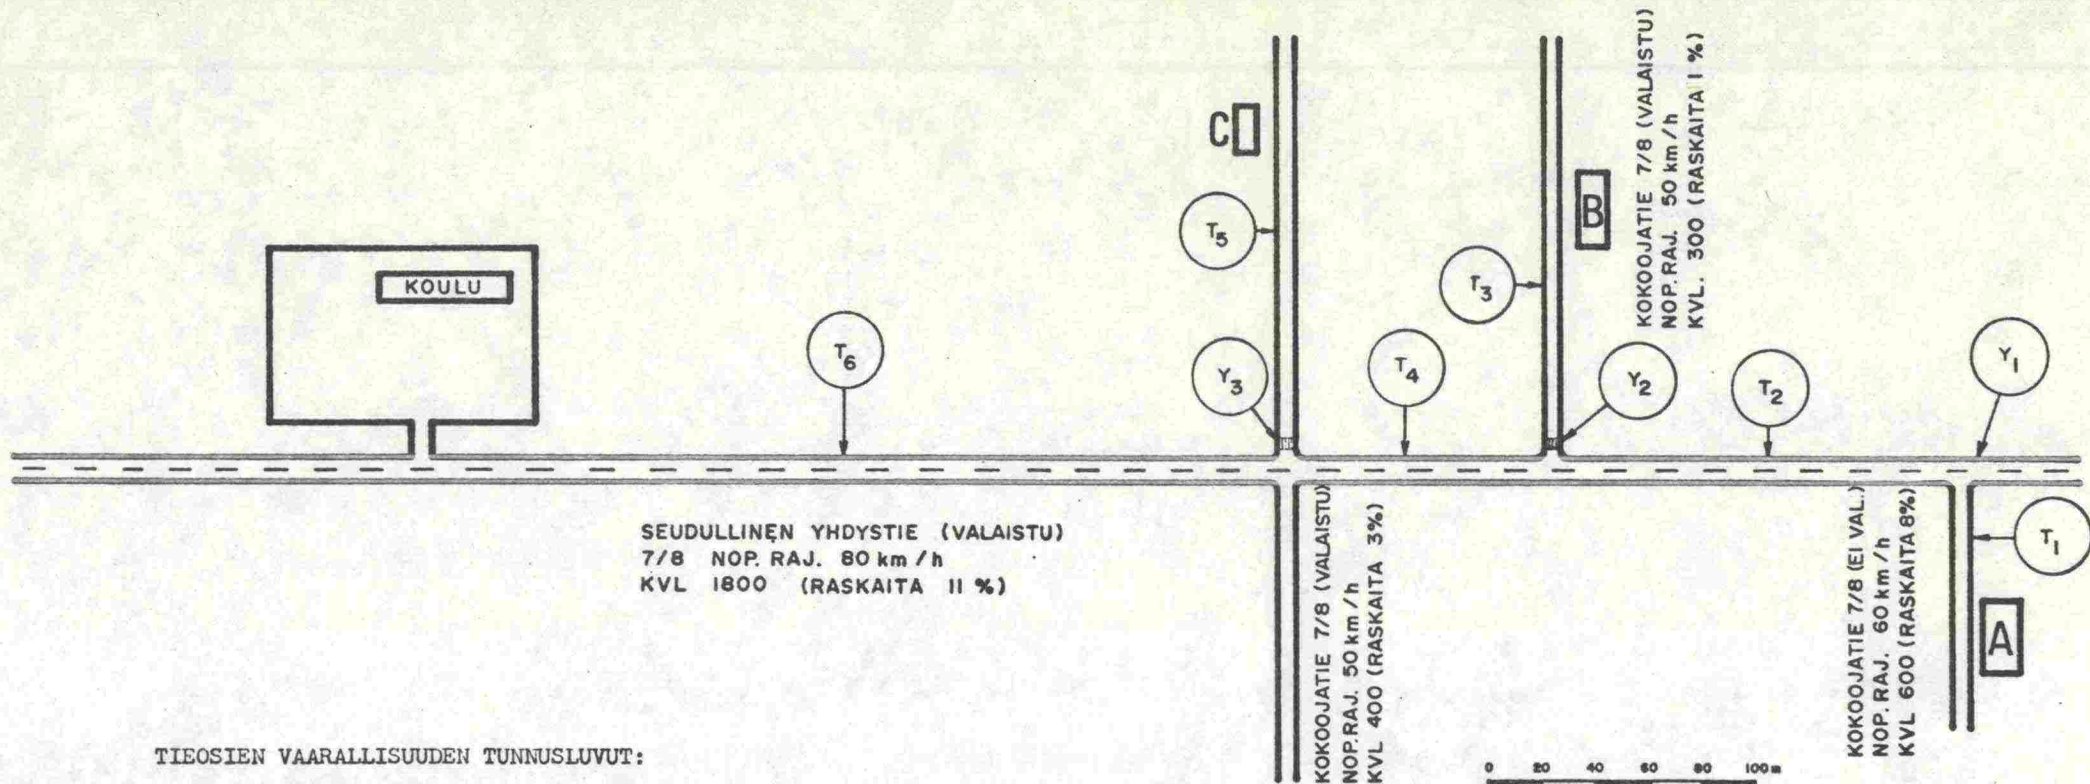 C
B
KOKOOJATIE 7/8 (VALAISTU)
NOP.RAJ. 50 km/h
KVL. 300 (RASKAITA 1 %)
T5
KOULU
T3
T6
Y3
T4
Y2
T2
Y1
SEUDULLINEN YHDYSTIE (VALAISTU)
7/8 NOP. RAJ. 80 km/h
KVL 1800 (RASKAITA 11 %)
KOKOOJATIE 7/8 (VALAISTU)
NOP.RAJ. 50 km/h
KVL 400 (RASKAITA 3%)
KOKOOJATIE 7/8 (EI VAL.)
NOP. RAJ. 60 km/h
KVL 600 (RASKAITA 8%)
T1
A
TIEOSIEN VAARALLISUUDEN TUNNUSLUVUT:
0 20 40 60 80 100 m